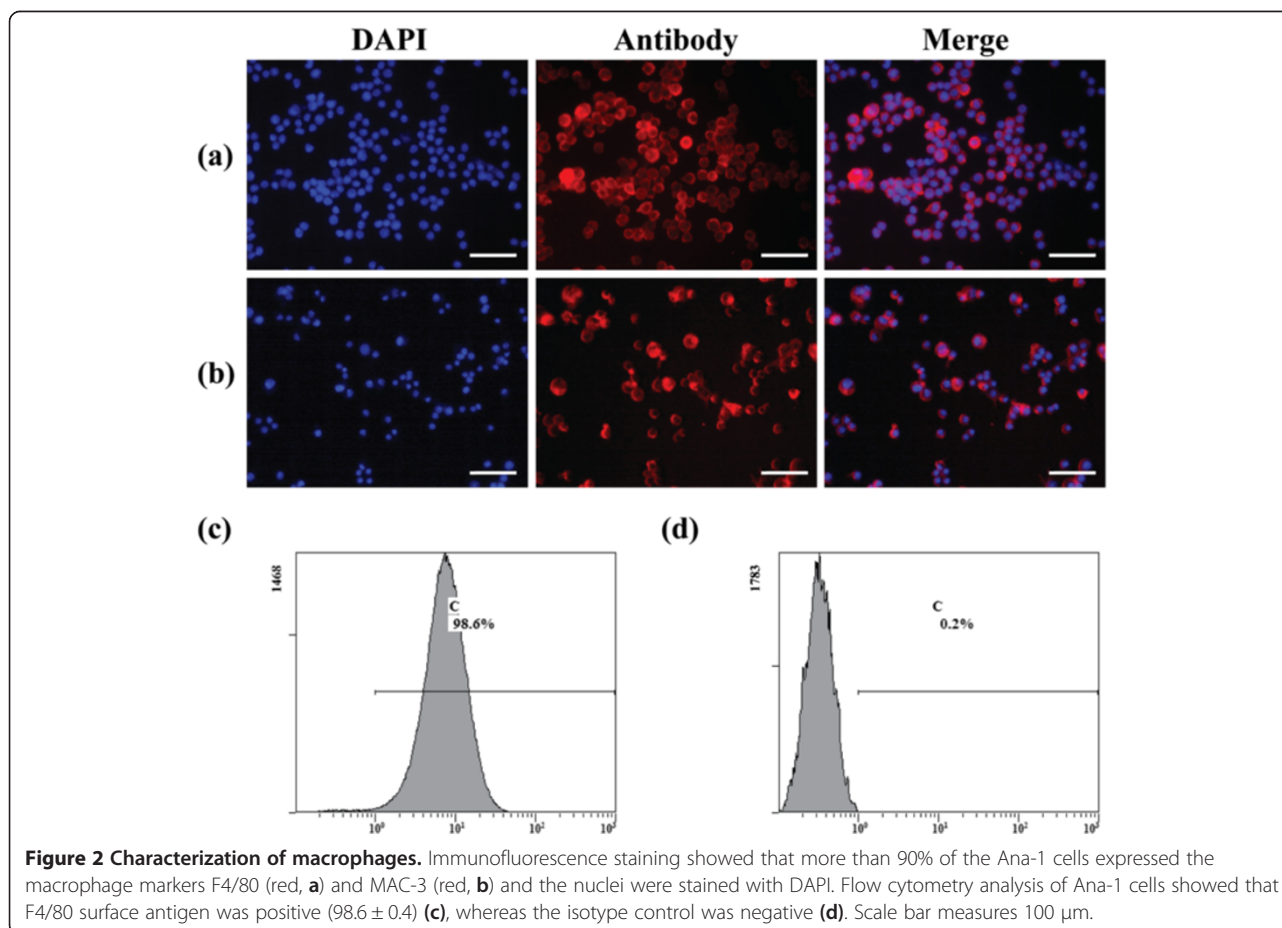 DAPI Antibody Merge
(a)
(b)
(c) (d)
1468
C
98.6%
10⁰ 10¹ 10² 10³
1783
C
0.2%
10⁰ 10¹ 10² 10³
Figure 2 Characterization of macrophages. Immunofluorescence staining showed that more than 90% of the Ana-1 cells expressed the
macrophage markers F4/80 (red, a) and MAC-3 (red, b) and the nuclei were stained with DAPI. Flow cytometry analysis of Ana-1 cells showed that
F4/80 surface antigen was positive (98.6 ± 0.4) (c), whereas the isotype control was negative (d). Scale bar measures 100 μm.